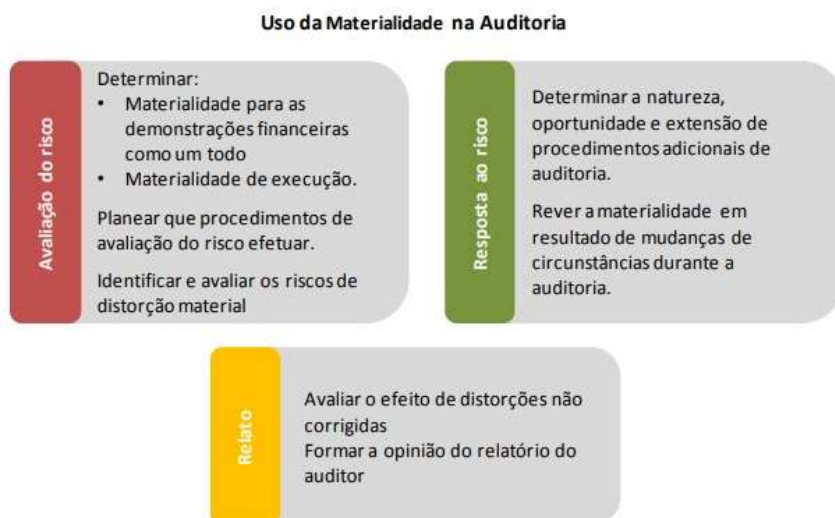 Uso da Materialidade na Auditoria
Avaliação do risco
Determinar:
• Materialidade para as
demonstrações financeiras
como um todo
• Materialidade de execução.
Planear que procedimentos de
avaliação do risco efetuar.
Identificar e avaliar os riscos de
distorção material
Resposta ao risco
Determinar a natureza,
oportunidade e extensão de
procedimentos adicionais de
auditoria.
Rever a materialidade em
resultado de mudanças de
circunstâncias durante a
auditoria.
Relato
Avaliar o efeito de distorções não
corrigidas
Formar a opinião do relatório do
auditor